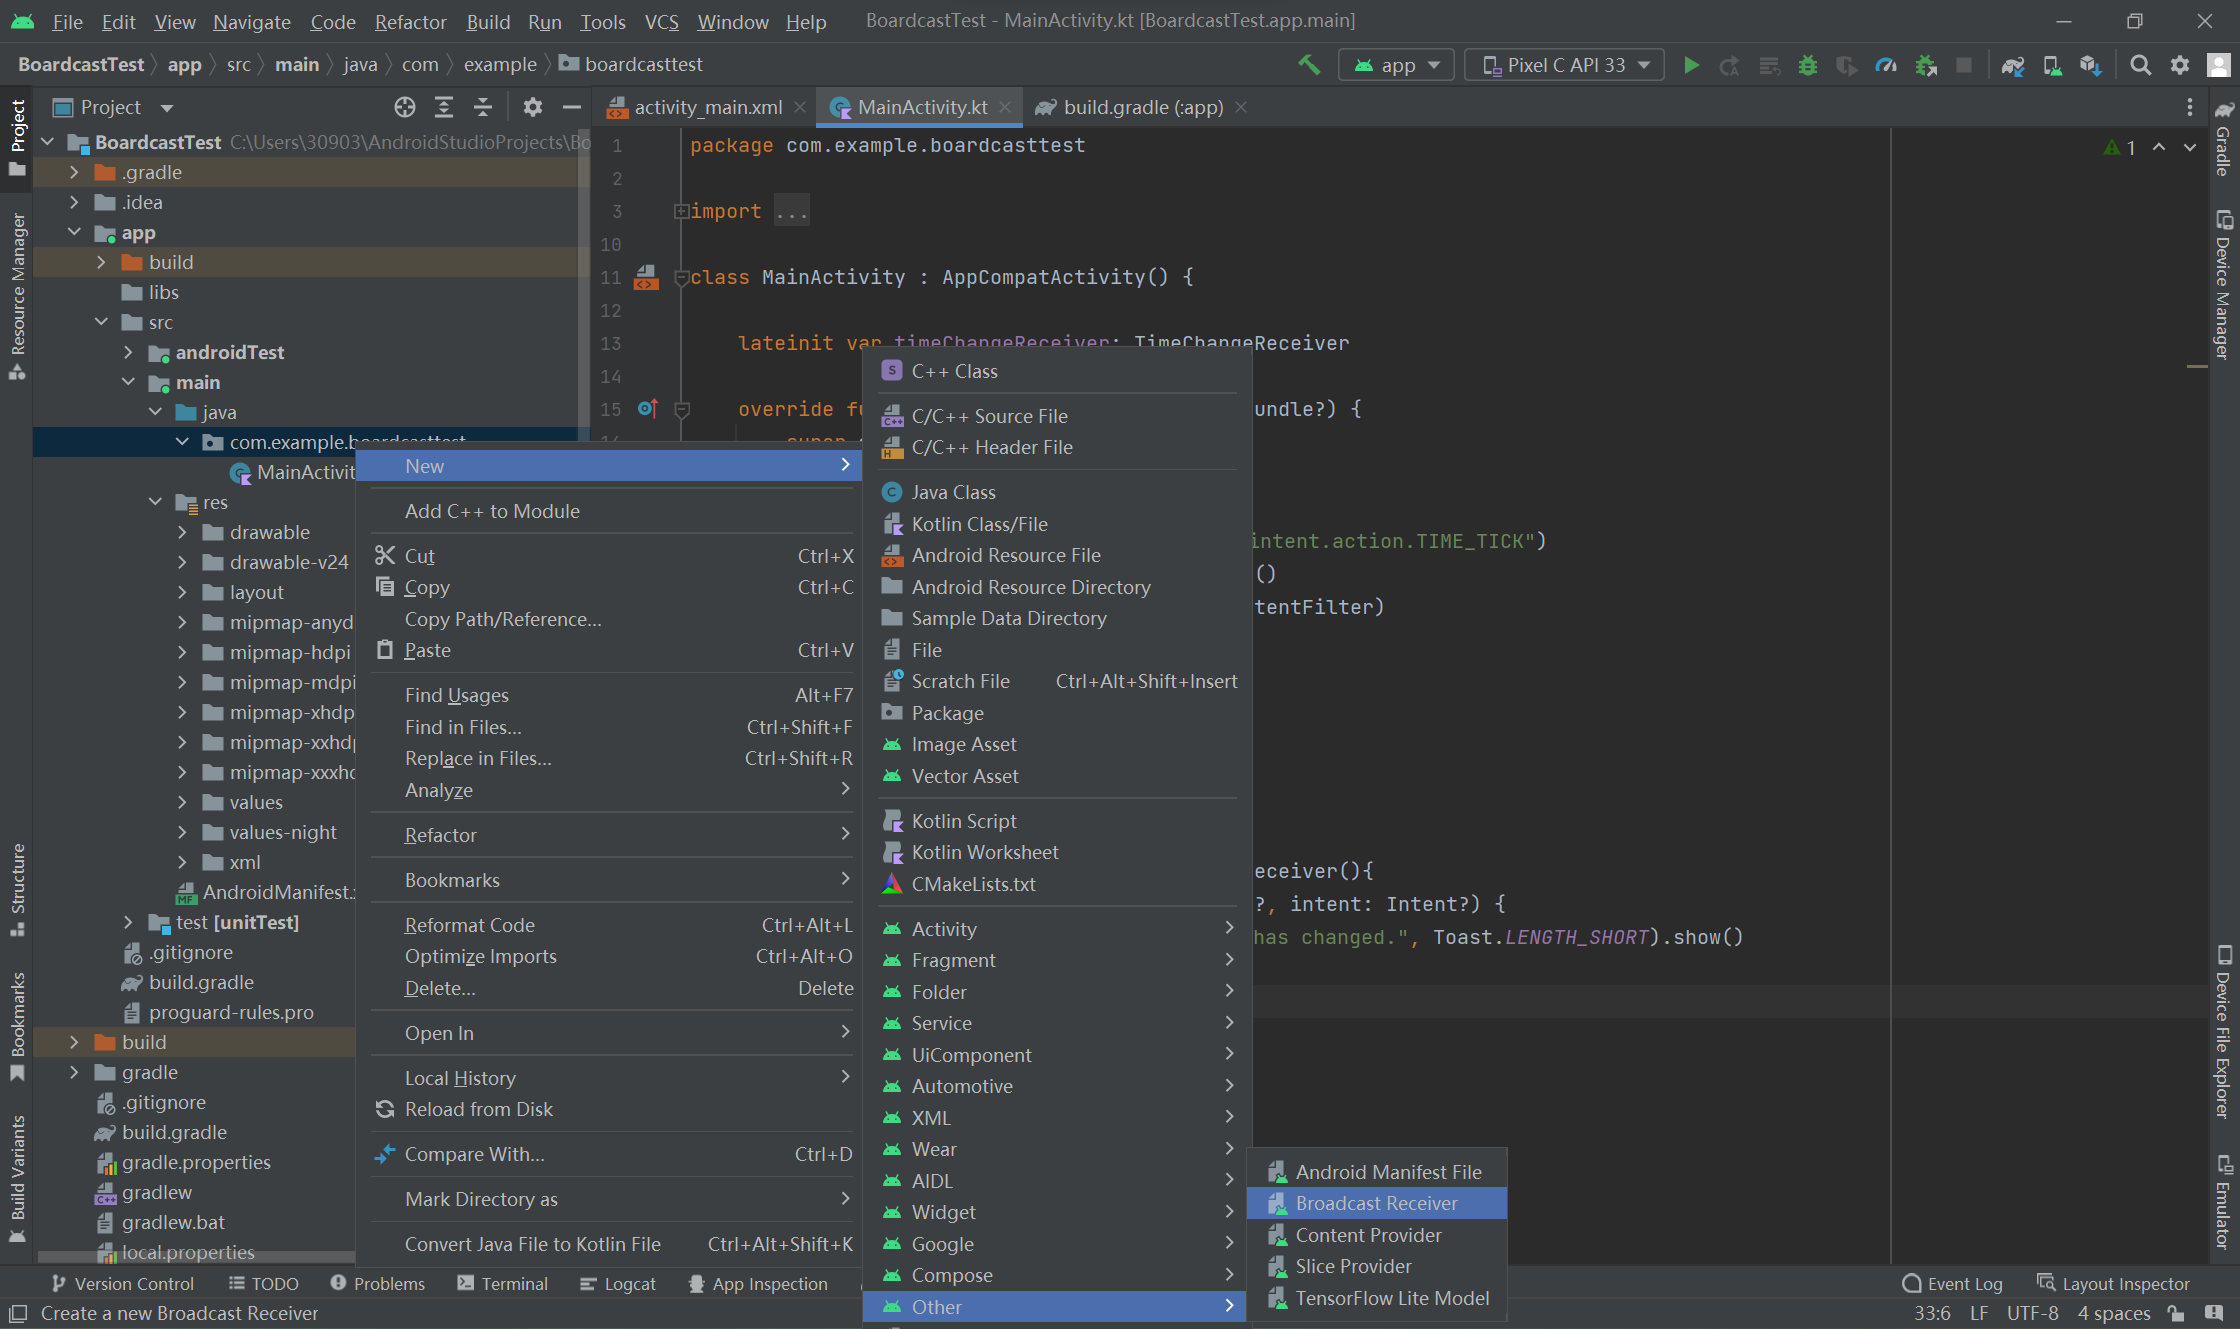 File Edit View Navigate Code Refactor Build Run Tools VCS Window Help BoardcastTest - MainActivity.kt [BoardcastTest.app.main]
BoardcastTest app src main java com example boardcasttest app Pixel C API 33
Project
activity_main.xml MainActivity.kt build.gradle (:app)
Project
Resource Manager
Structure
Bookmarks
Build Variants
BoardcastTest C:\Users\30903\AndroidStudioProjects\Bo
.gradle
.idea
app
build
libs
src
androidTest
main
java
com.example.boardcasttest
MainActivit
res
drawable
drawable-v24
layout
mipmap-anyd
mipmap-hdpi
mipmap-mdpi
mipmap-xhdp
mipmap-xxhdp
mipmap-xxxhd
values
values-night
xml
AndroidManifest.
test [unitTest]
.gitignore
build.gradle
proguard-rules.pro
build
gradle
.gitignore
build.gradle
gradle.properties
gradlew
gradlew.bat
local.properties
1 package com.example.boardcasttest
2
3 import ...
10
11 class MainActivity : AppCompatActivity() {
12
13 lateinit var timeChangeReceiver: TimeChangeReceiver
14
15 override fu undle?) {
intent.action.TIME_TICK")
()
tentFilter)
eceiver(){
?, intent: Intent?) {
has changed.", Toast.LENGTH_SHORT).show()
1
New
Add C++ to Module
Cut Ctrl+X
Copy Ctrl+C
Copy Path/Reference...
Paste Ctrl+V
Find Usages Alt+F7
Find in Files... Ctrl+Shift+F
Replace in Files... Ctrl+Shift+R
Analyze
Refactor
Bookmarks
Reformat Code Ctrl+Alt+L
Optimize Imports Ctrl+Alt+O
Delete... Delete
Open In
Local History
Reload from Disk
Compare With... Ctrl+D
Mark Directory as
Convert Java File to Kotlin File Ctrl+Alt+Shift+K
C++ Class
C/C++ Source File
C/C++ Header File
Java Class
Kotlin Class/File
Android Resource File
Android Resource Directory
Sample Data Directory
File
Scratch File Ctrl+Alt+Shift+Insert
Package
Image Asset
Vector Asset
Kotlin Script
Kotlin Worksheet
CMakeLists.txt
Activity
Fragment
Folder
Service
UiComponent
Automotive
XML
Wear
AIDL
Widget
Google
Compose
Other
Android Manifest File
Broadcast Receiver
Content Provider
Slice Provider
TensorFlow Lite Model
Gradle
Device Manager
Device File Explorer
Emulator
Version Control TODO Problems Terminal Logcat App Inspection Event Log Layout Inspector
Create a new Broadcast Receiver 33:6 LF UTF-8 4 spaces